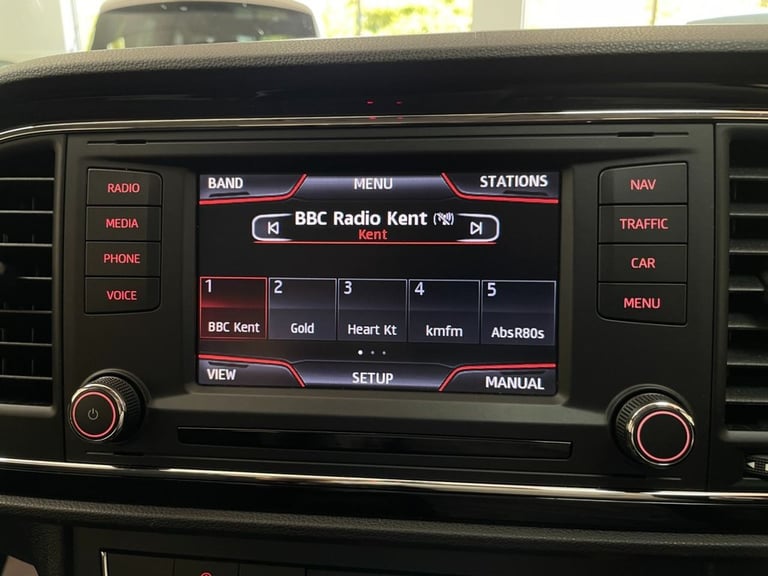 RADIO
MEDIA
PHONE
VOICE
BAND
MENU
STATIONS
BBC Radio Kent
Kent
1
2
3
4
5
BBC Kent
Gold
Heart Kt
kmfm
AbsR80s
VIEW
SETUP
MANUAL
NAV
TRAFFIC
CAR
MENU